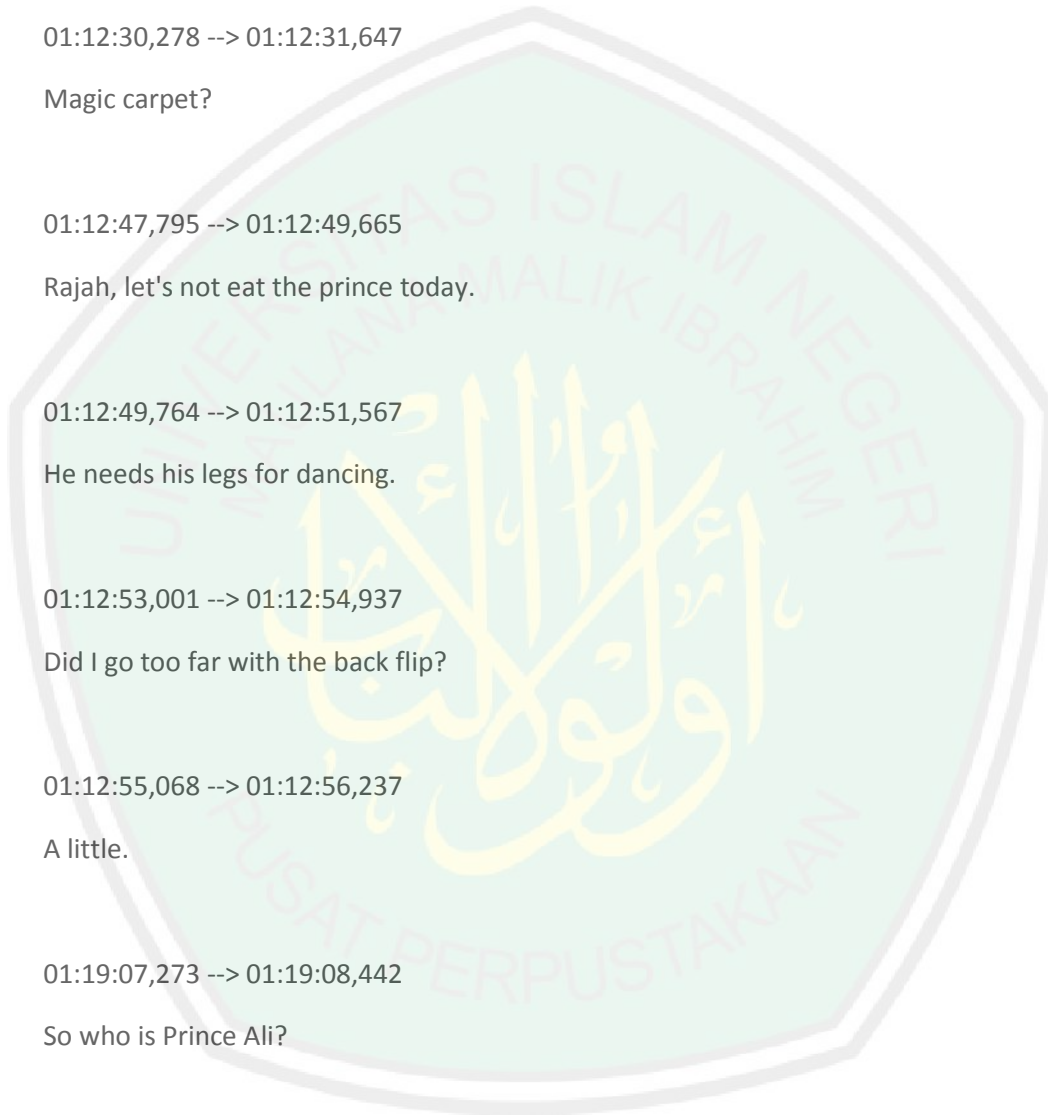 01:12:30,278 --> 01:12:31,647
Magic carpet?
01:12:47,795 --> 01:12:49,665
Rajah, let's not eat the prince today.
01:12:49,764 --> 01:12:51,567
He needs his legs for dancing.
01:12:53,001 --> 01:12:54,937
Did I go too far with the back flip?
01:12:55,068 --> 01:12:56,237
A little.
01:19:07,273 --> 01:19:08,442
So who is Prince Ali?
UNIVERSITAS ISLAM NEGERI
MAULANA MALIK IBRAHIM
أولوا الألباب
PUSAT PERPUSTAKAAN